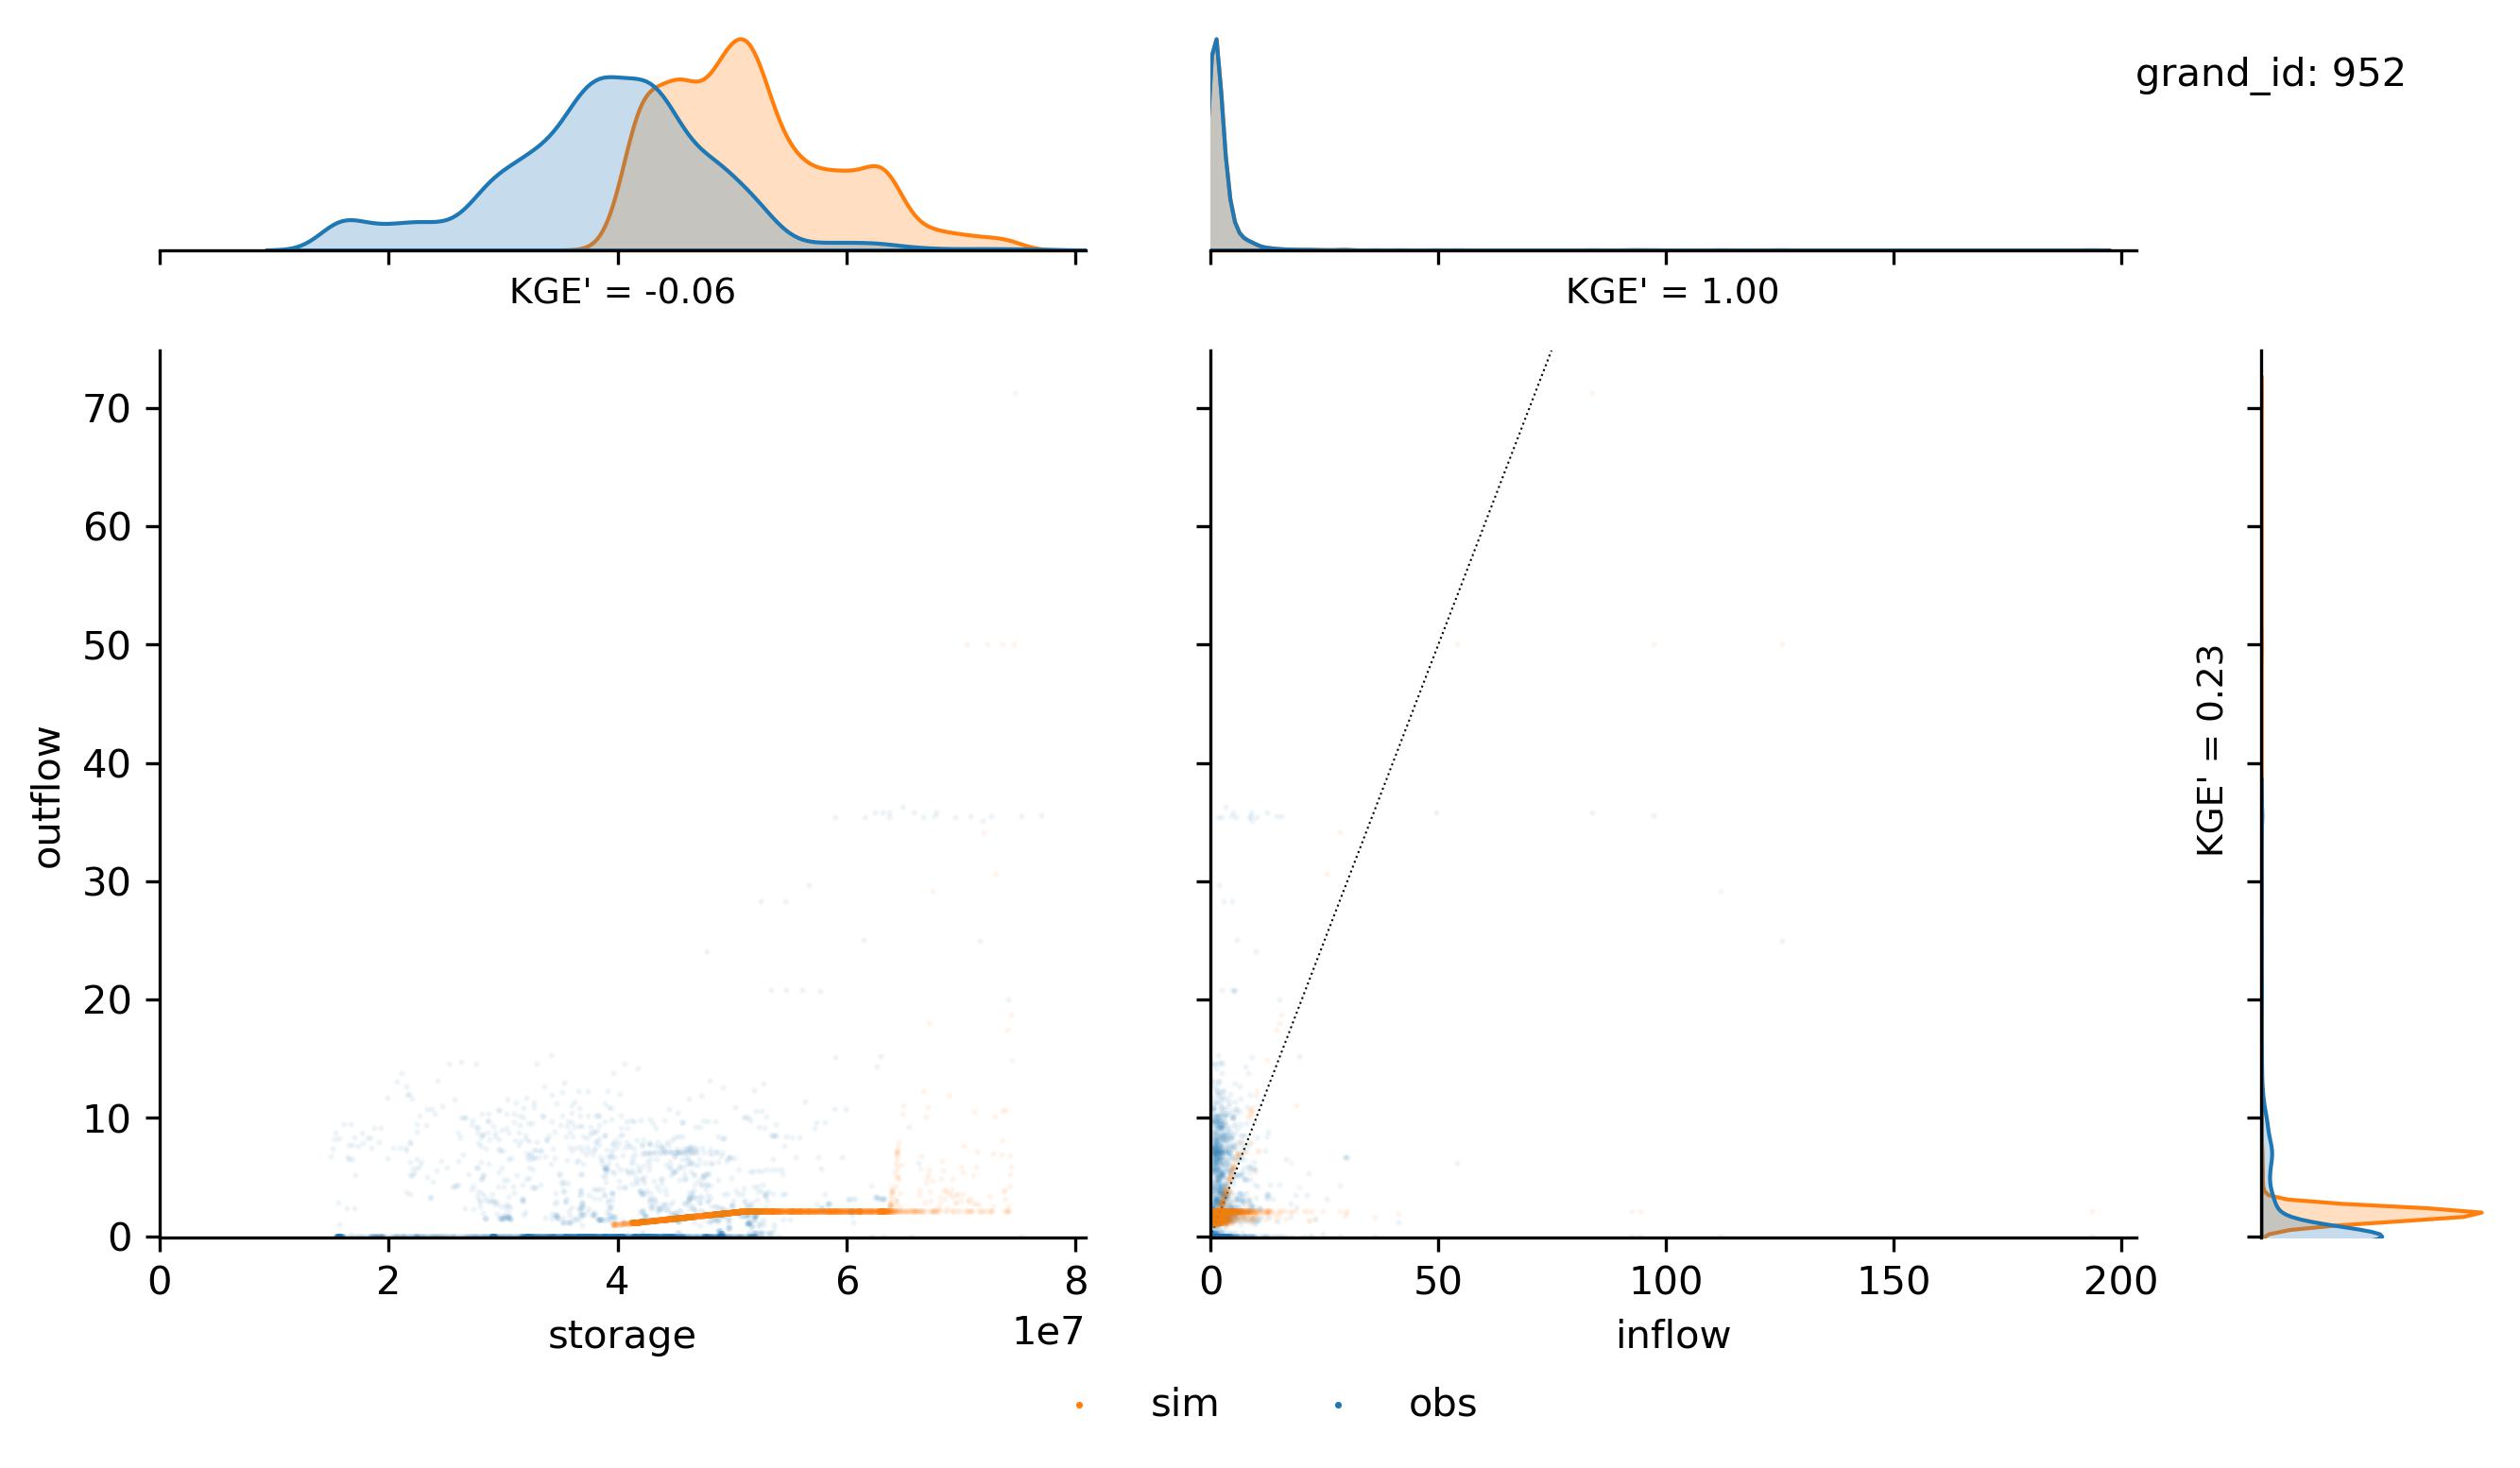 grand_id: 952
KGE' = -0.06
KGE' = 1.00
70
60
50
40
30
20
10
0
outflow
KGE' = 0.23
0 2 4 6 8
0 50 100 150 200
storage
1e7
inflow
sim obs